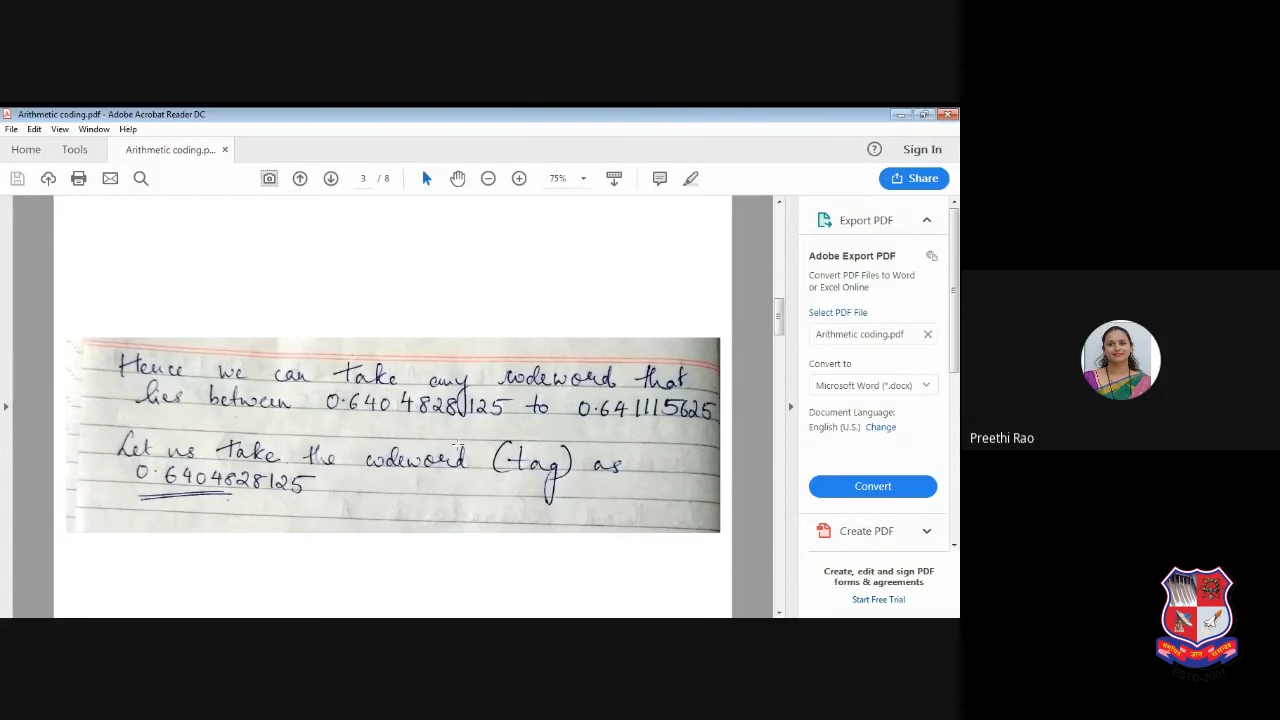 Arithmetic coding.pdf - Adobe Acrobat Reader DC
File Edit View Window Help
Home Tools Arithmetic coding.p... Sign In
3 / 8 75% Share
Export PDF
Adobe Export PDF
Convert PDF Files to Word
or Excel Online
Select PDF File
Arithmetic coding.pdf
Convert to
Microsoft Word (*.docx)
Document Language:
English (U.S.) Change
Convert
Create PDF
Create, edit and sign PDF
forms & agreements
Start Free Trial
Hence we can take any codeword that
lies between 0.6404828125 to 0.641115625
Let us take the codeword (tag) as
0.6404828125
Preethi Rao
ESTD-2007